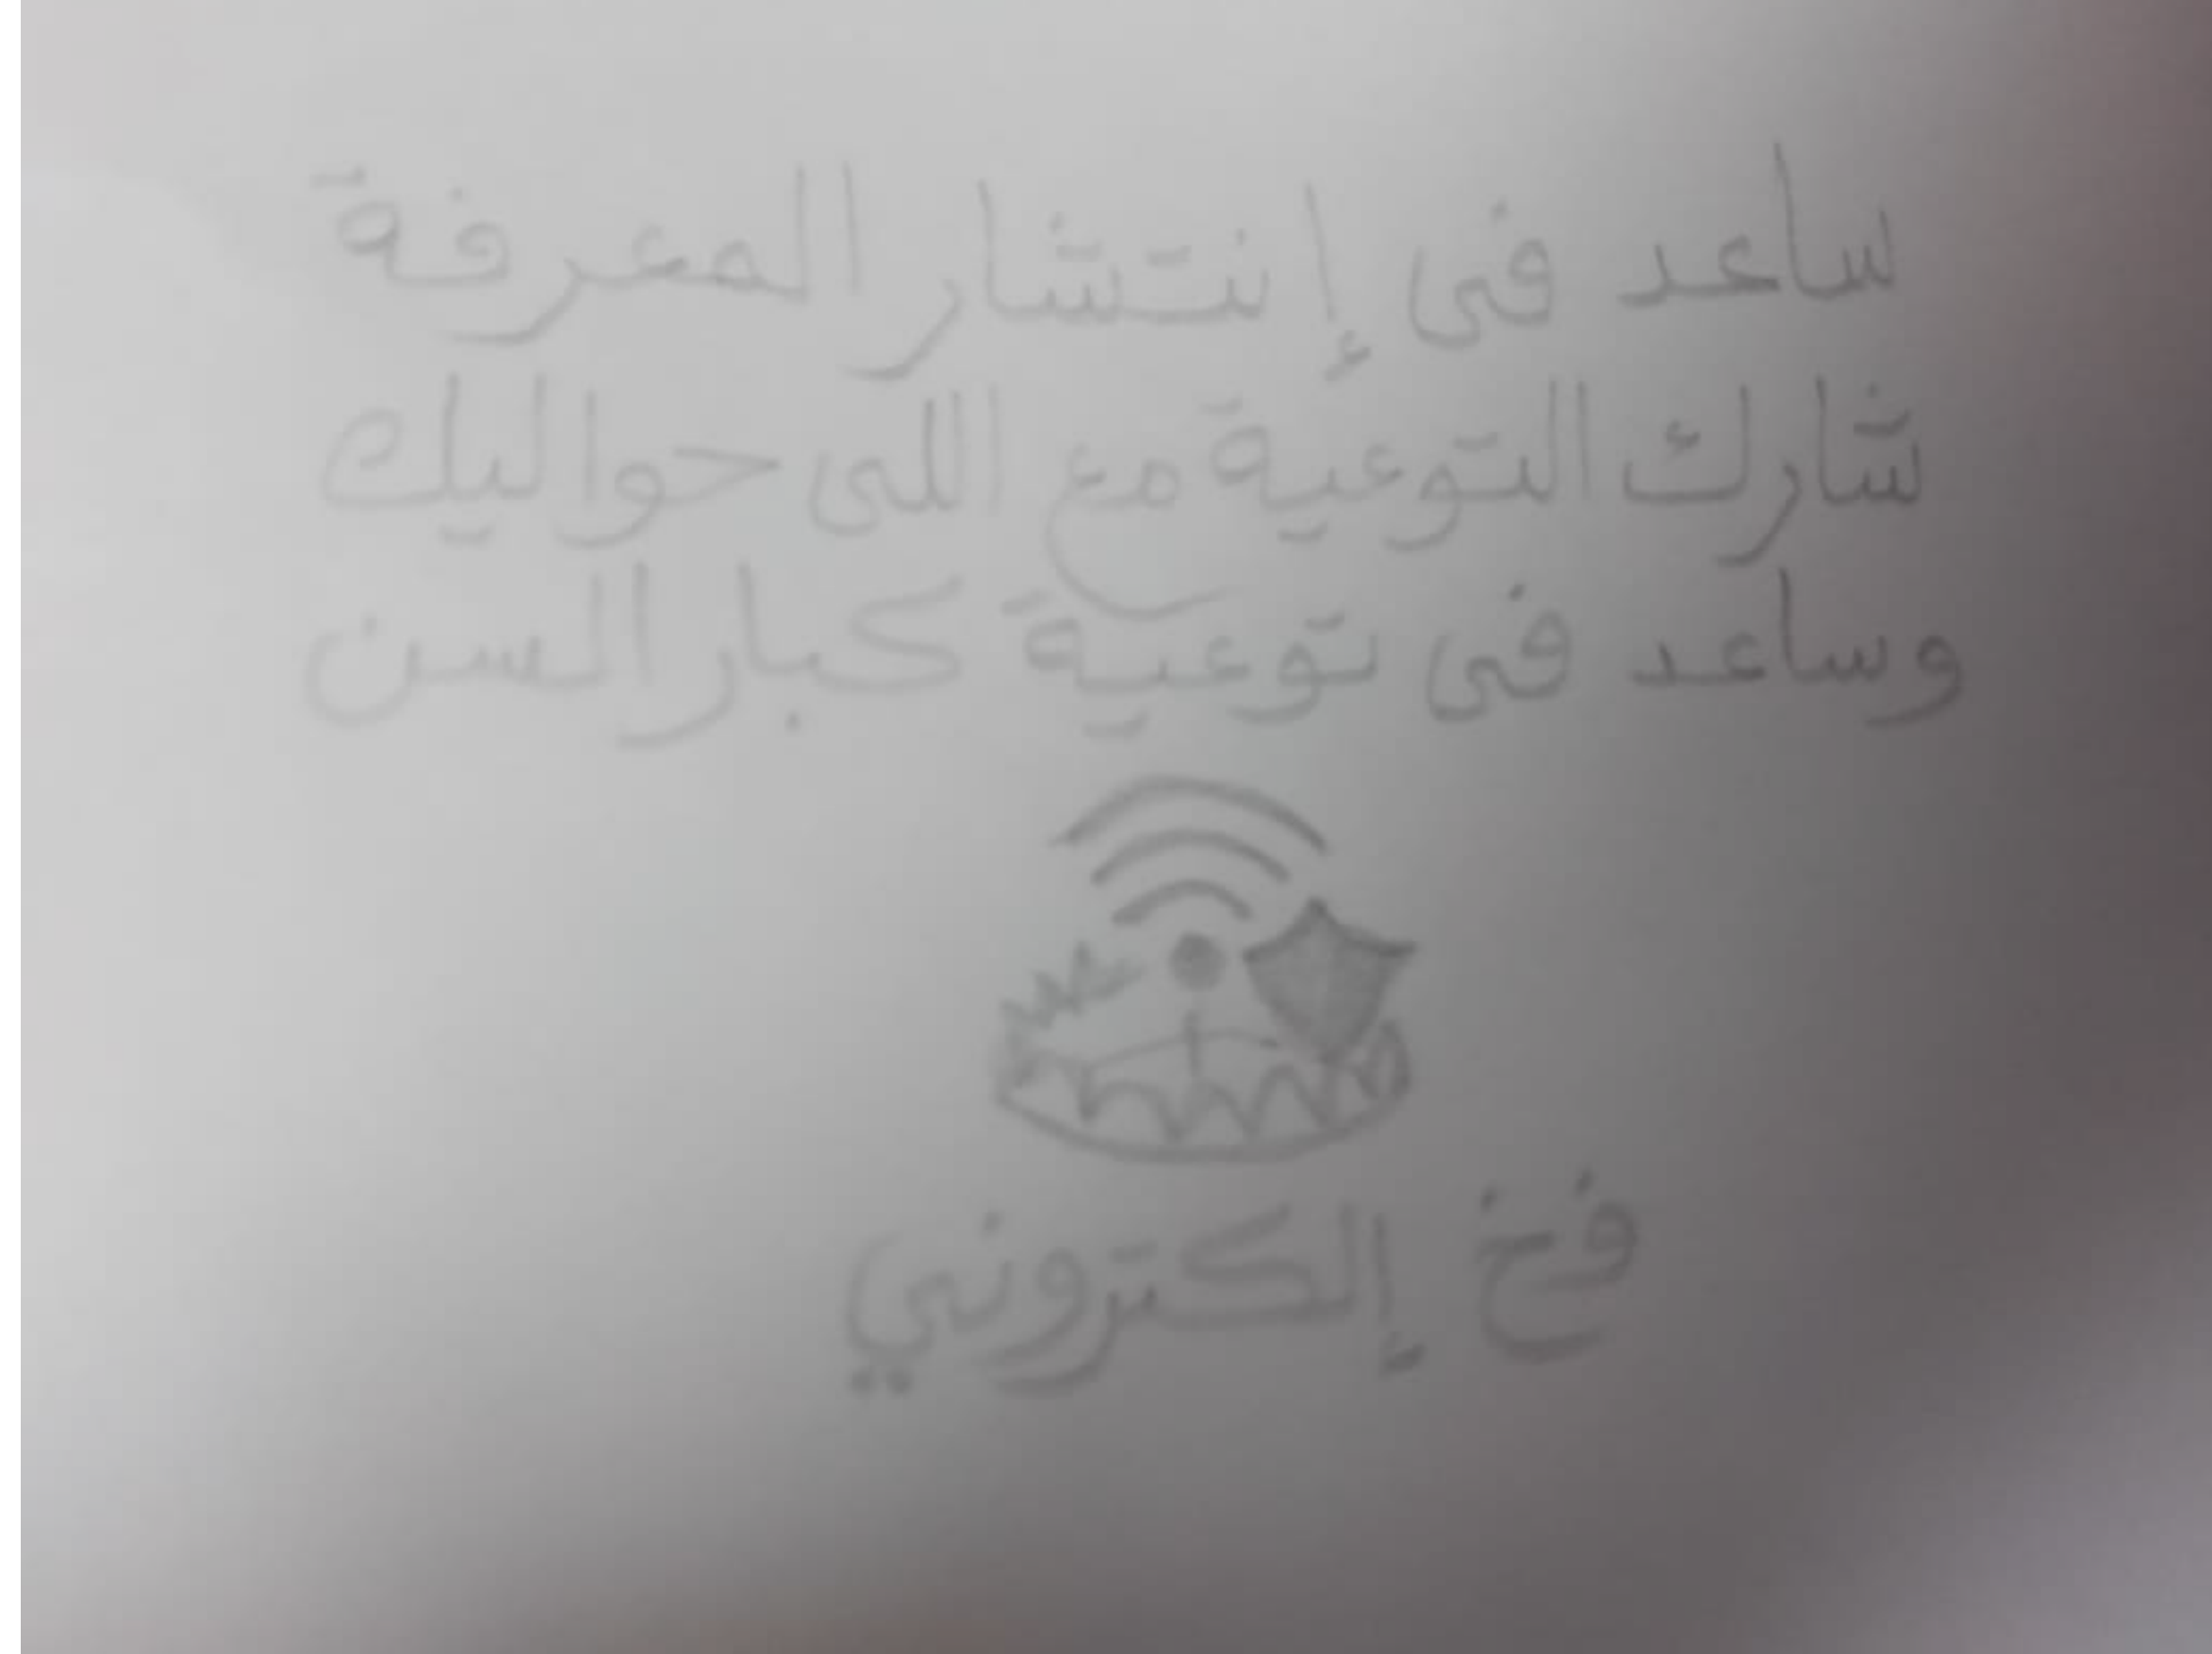 ساعد فى إنتشار المعرفة
شارك التوعية مع اللى حواليك
وساعد فى توعية كبار السن
فخ إلكتروني